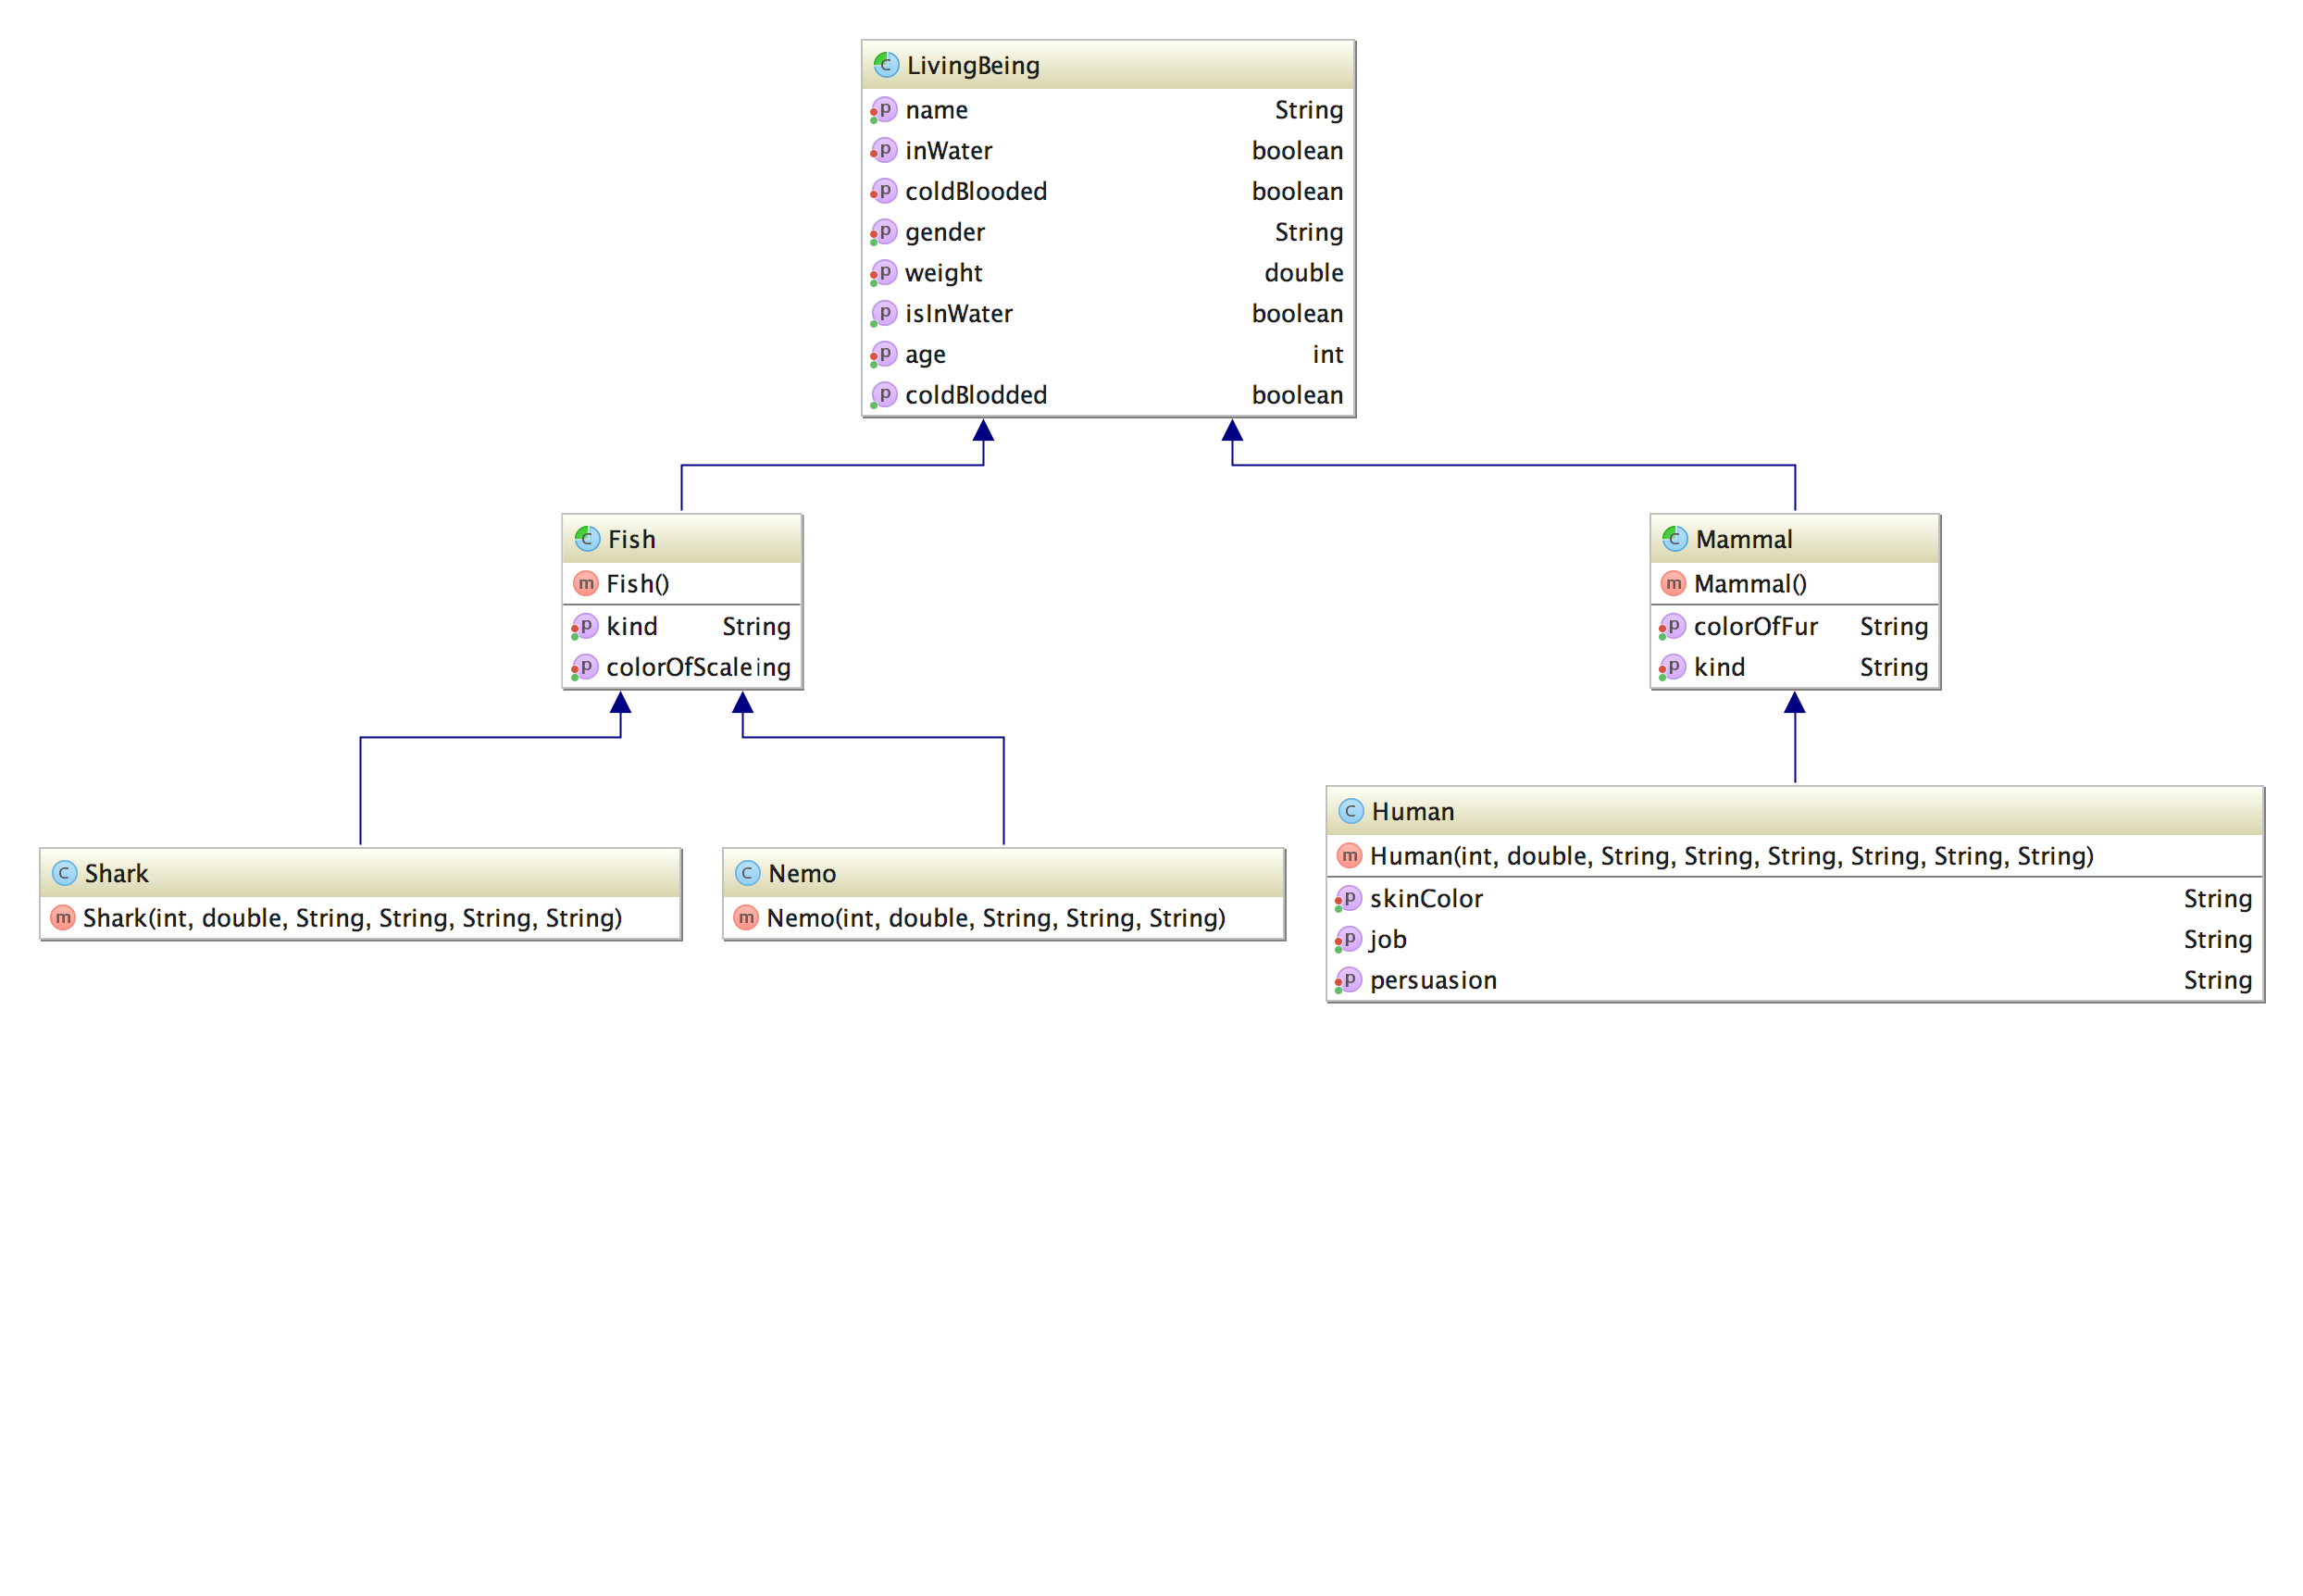 LivingBeing
name String
inWater boolean
coldBlooded boolean
gender String
weight double
isInWater boolean
age int
coldBlodded boolean
Fish
Fish()
kind String
colorOfScaleing
Mammal
Mammal()
colorOfFur String
kind String
Shark
Shark(int, double, String, String, String, String)
Nemo
Nemo(int, double, String, String, String)
Human
Human(int, double, String, String, String, String, String, String)
skinColor String
job String
persuasion String